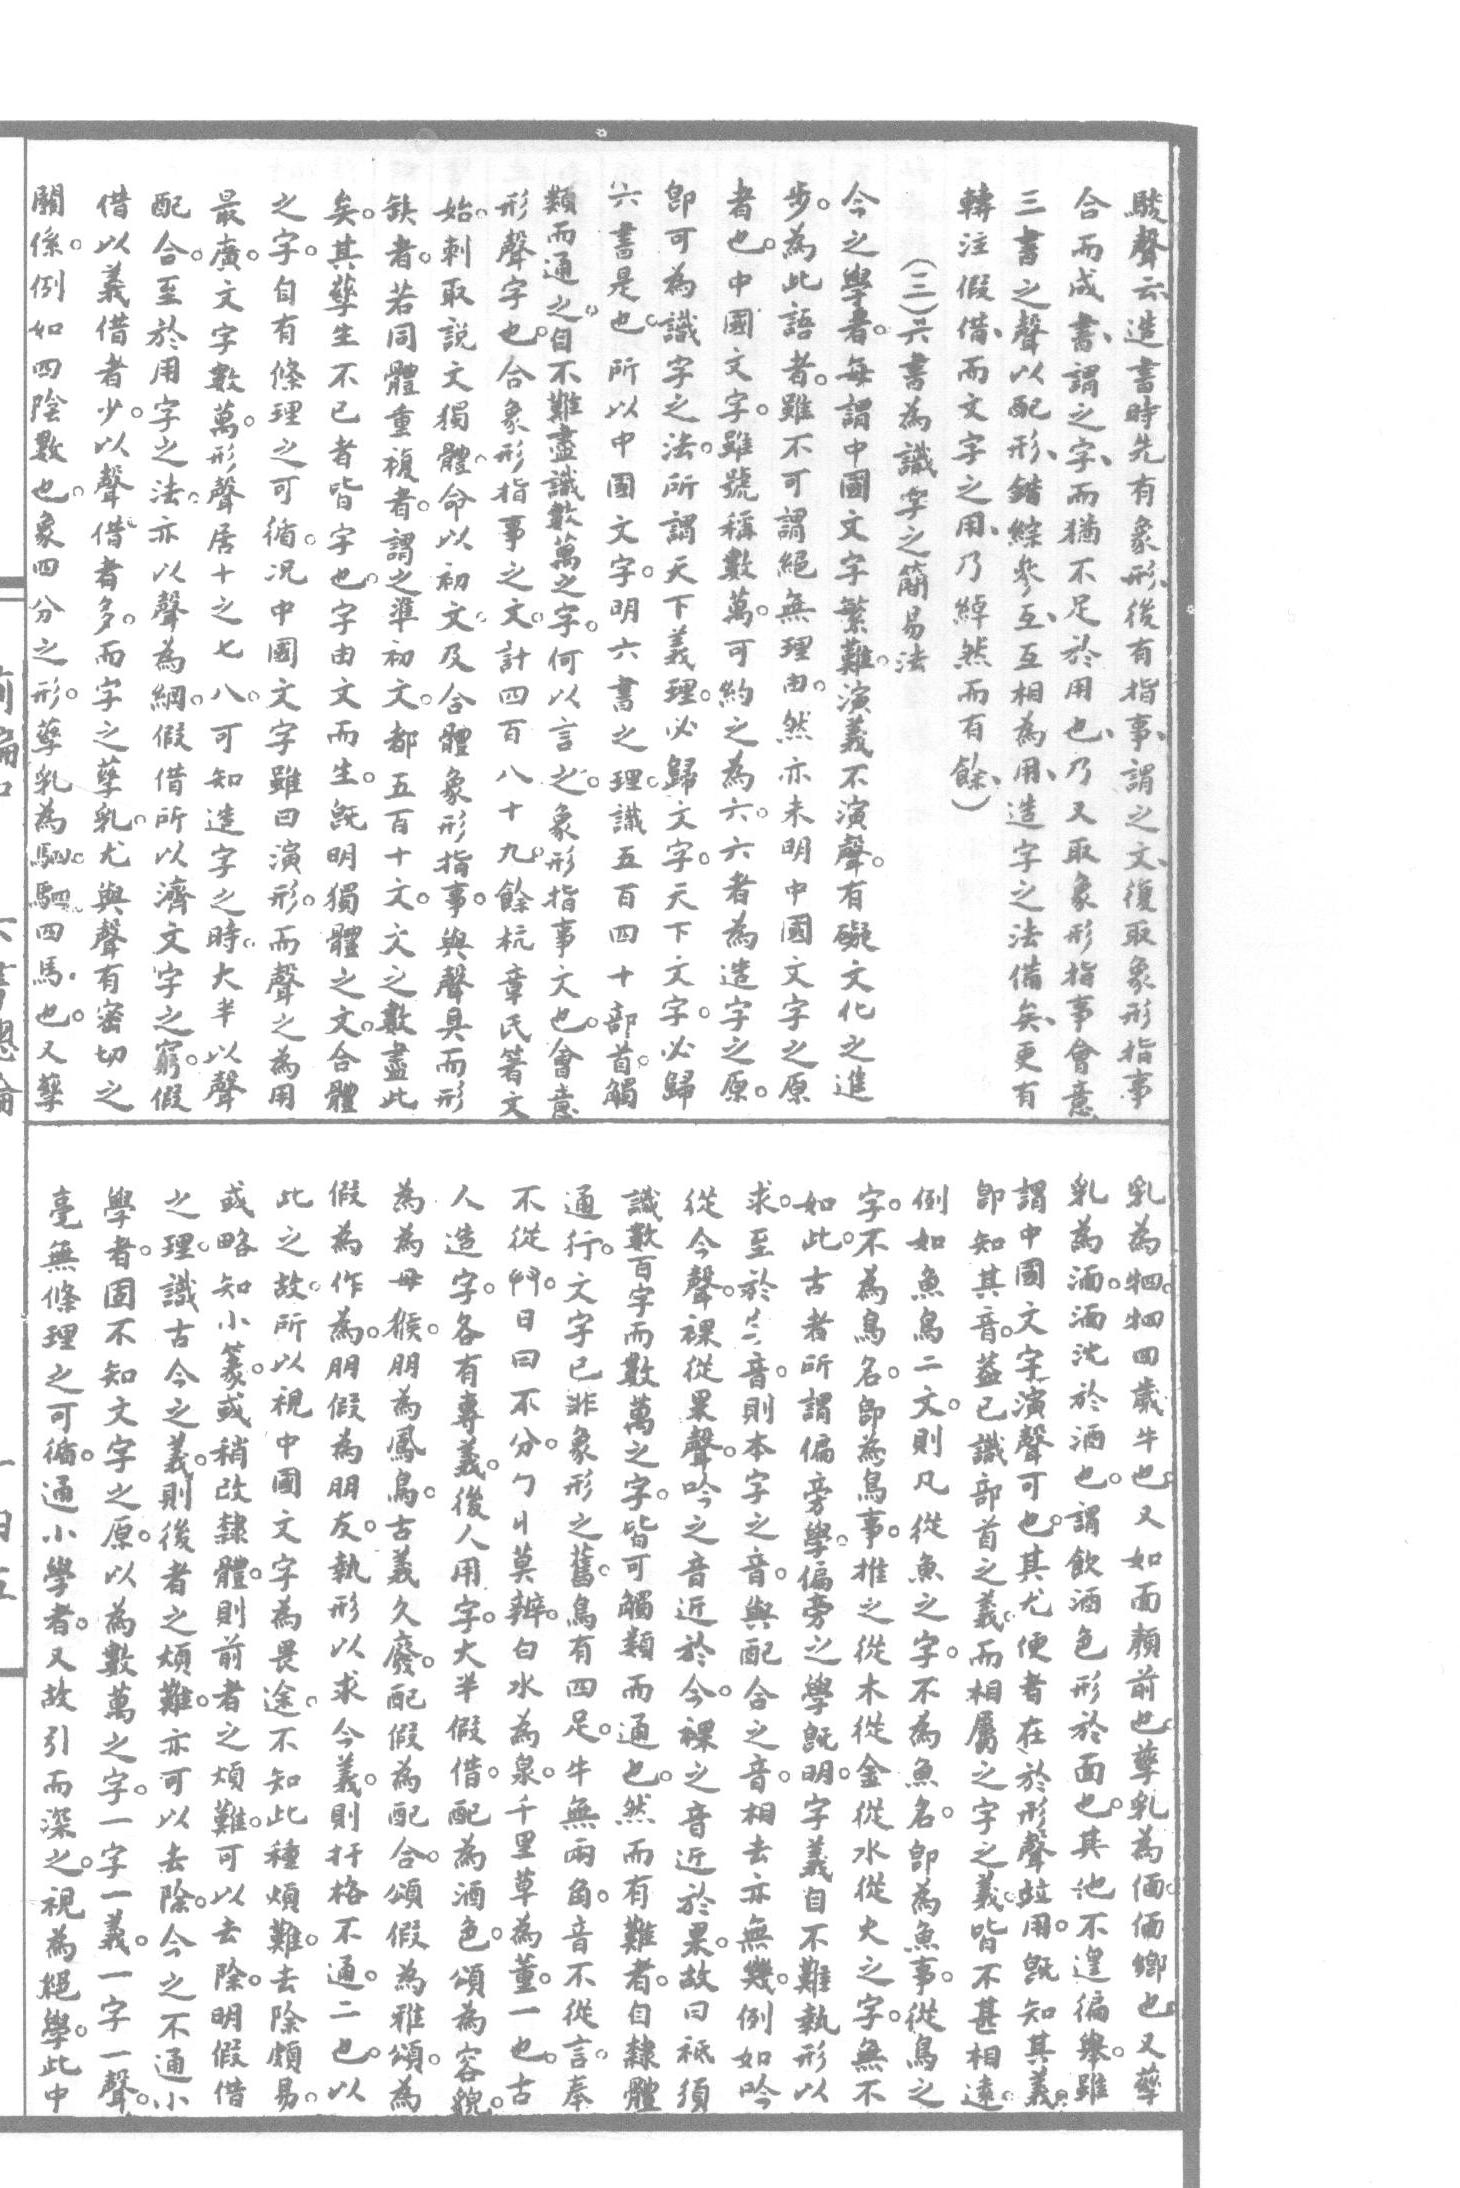 駿聲云、造書時先有象形、後有指事、謂之文、復取象形指事
合而成書、謂之字、而猶不足於用也、乃又取象形指事會意
三書之聲以配形、錯綜參互、互相為用、造字之法備矣、更有
轉注假借、而文字之用、乃綽然而有餘、）
（三）六書為識字之簡易法
今之學者。每謂中國文字繁難。演義不演聲。有礙文化之進
步。為此語者。雖不可謂絕無理由。然亦未明中國文字之原
者也。中國文字。雖號稱數萬。可約之為六。六者為造字之原。
卽可為識字之法。所謂天下義理。必歸文字。天下文字。必歸
六書是也。所以中國文字。明六書之理。識五百四十部首。觸
類而通之。自不難盡識數萬之字。何以言之。象形指事文也。會意
形聲字也。合象形指事之文。計四百八十九。餘杭章氏箸文
始。刺取說文獨體。命以初文。及合體象形指事。與聲具而形
缺者。若同體重複者。謂之準初文。都五百十文。文之數盡此
矣。其孳生不已者皆字也。字由文而生。旣明獨體之文。合體
之字。自有條理之可循。況中國文字雖曰演形。而聲之為用
最廣。文字數萬。形聲居十之七八。可知造字之時。大半以聲
配合。至於用字之法。亦以聲為綱。假借所以濟文字之窮。假
借以義借者少。以聲借者多。而字之孳乳。尤與聲有密切之
關係。例如四陰數也。象四分之形。孳乳為駟。駟四馬也。又孳
乳為牭。牭四歲牛也。又如面顏前也。孳乳為偭。偭鄉也。又孳
乳為湎。湎沈於酒也。謂飲酒色形於面也。其他不遑徧舉。雖
謂中國文字演聲可也。其尤便者在於形聲竝用。旣知其義。
卽知其音。蓋已識部首之義。而相屬之字之義。皆不甚相遠。
例如魚鳥二文。則凡從魚之字。不為魚名。卽為魚事。從鳥之
字。不為鳥名。卽為鳥事。推之從木從金從水從火之字。無不
如此。古者所謂偏旁學。偏旁之學旣明。字義自不難執形以
求。至於音。則本字之音。與配合之音。相去亦無幾。例如吟
從今聲。祼從果聲。吟之音近於今。祼之音近於果。故曰祇須
識數百字。而數萬之字。皆可觸類而通也。然而有難者。自隸體
通行。文字已非象形之舊。鳥有四足。牛無兩角。音不從言。奉
不從𠬞。日曰不分。勹丩莫辨。白水為泉。千里草為董。一也。古
人造字。各有專義。後人用字。大半假借。配為酒色。頌為容貌。
為為母猴。朋為鳳鳥。古義久廢。配假為配合。頌假為雅頌。為
假為作為。朋假為朋友。執形以求今義。則扞格不通。二也。以
此之故。所以視中國文字為畏途。不知此種煩難。去除頗易。
或略知小篆。或稍改隸體。則前者之煩難。可以去除。明假借
之理。識古今之義。則後者之煩難。亦可以去除。今之不通小
學者。固不知文字之原。以為數萬之字。一字一義。一字一聲。
毫無條理之可循。通小學者。又故引而深之。視為絕學。此中